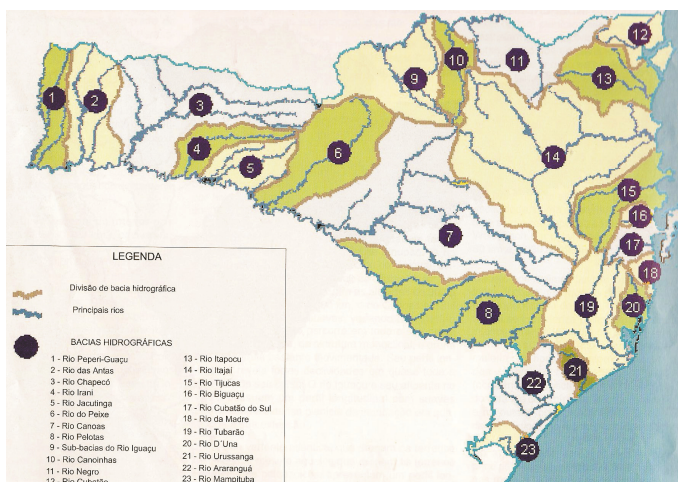 12
10
11
9
13
1
2
3
4
6
14
5
15
16
7
17
18
19
20
8
21
22
23
LEGENDA
Divisão de bacia hidrográfica
Principais rios
BACIAS HIDROGRÁFICAS
1 - Rio Peperi-Guaçu
2 - Rio das Antas
3 - Rio Chapecó
4 - Rio Irani
5 - Rio Jacutinga
6 - Rio do Peixe
7 - Rio Canoas
8 - Rio Pelotas
9 - Sub-bacias do Rio Iguaçu
10 - Rio Canoinhas
11 - Rio Negro
12 - Rio Cubatão
13 - Rio Itapocu
14 - Rio Itajaí
15 - Rio Tijucas
16 - Rio Biguaçu
17 - Rio Cubatão do Sul
18 - Rio da Madre
19 - Rio Tubarão
20 - Rio D´Una
21 - Rio Urussanga
22 - Rio Araranguá
23 - Rio Mampituba